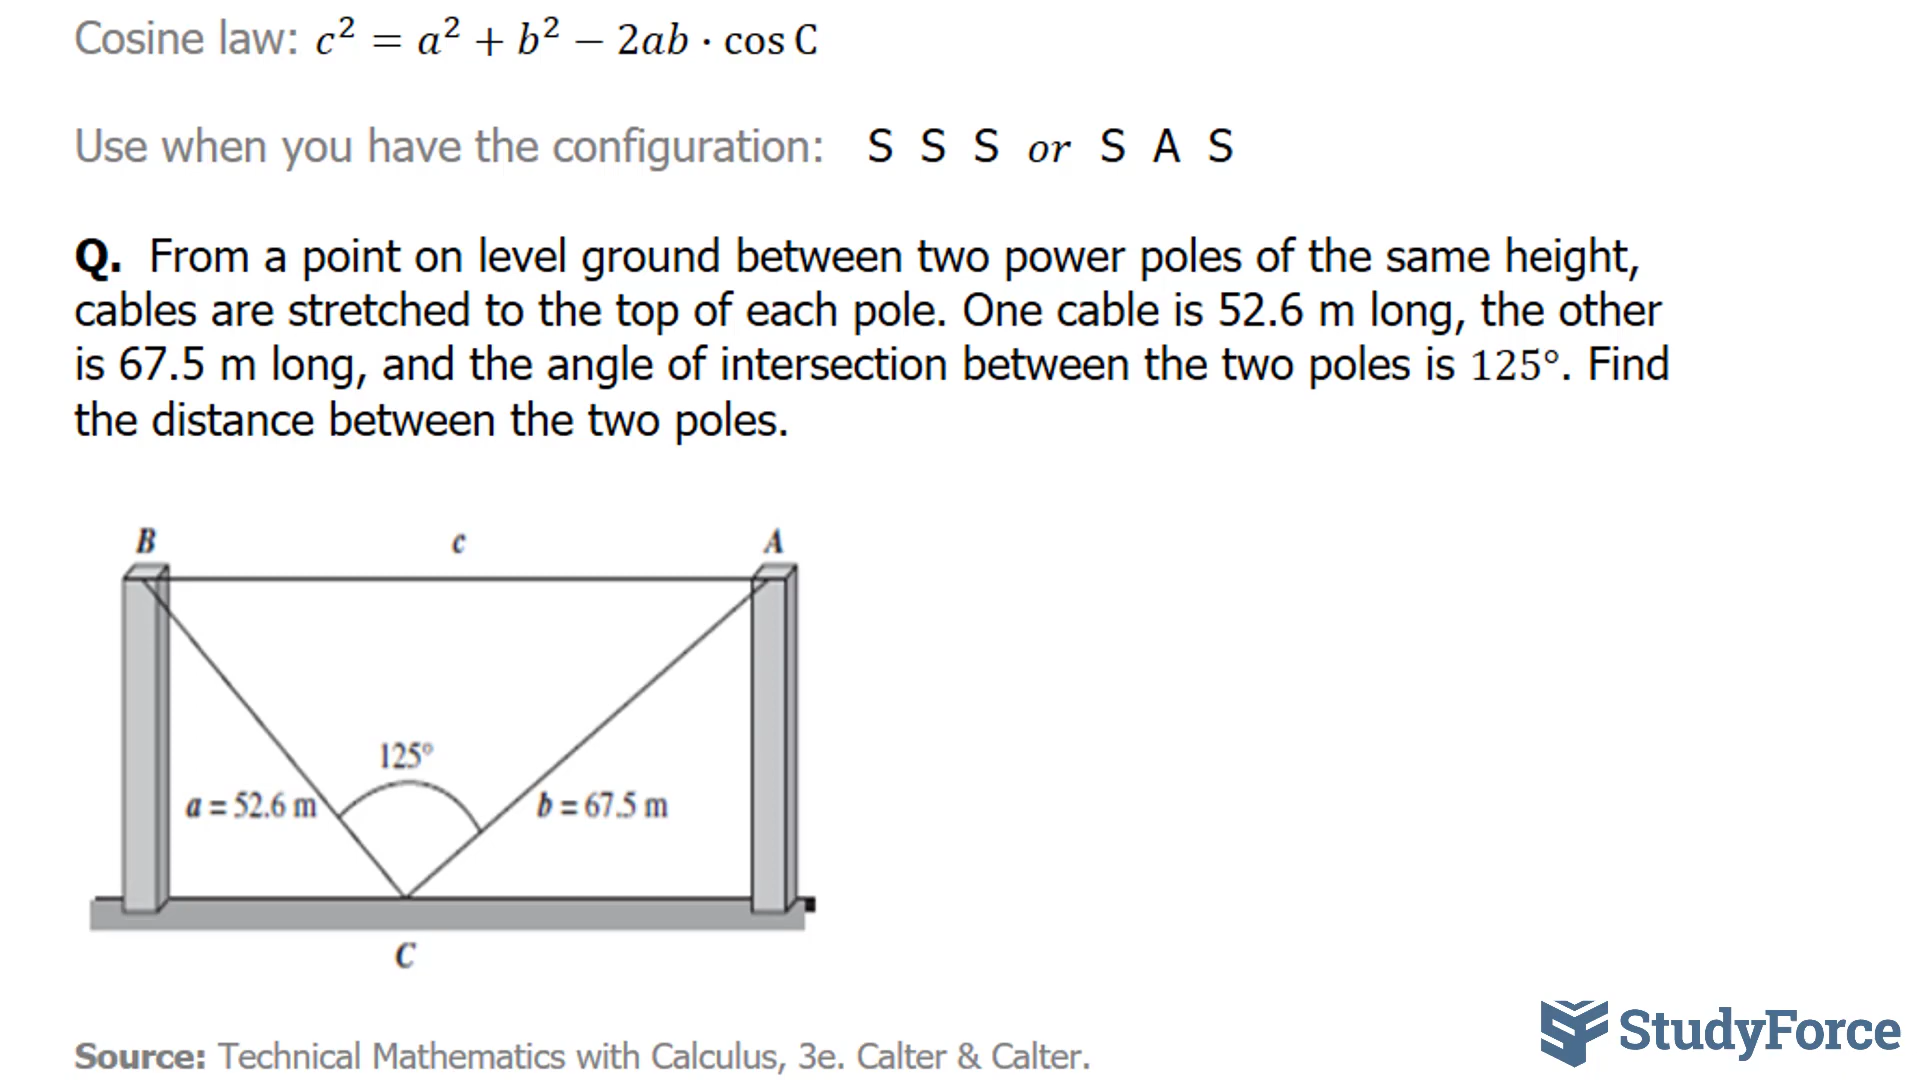 Cosine law: c² = a² + b² − 2ab · cos C
Use when you have the configuration: S S S or S A S
Q. From a point on level ground between two power poles of the same height,
cables are stretched to the top of each pole. One cable is 52.6 m long, the other
is 67.5 m long, and the angle of intersection between the two poles is 125°. Find
the distance between the two poles.
B c A
125°
a = 52.6 m b = 67.5 m
C
StudyForce
Source: Technical Mathematics with Calculus, 3e. Calter & Calter.